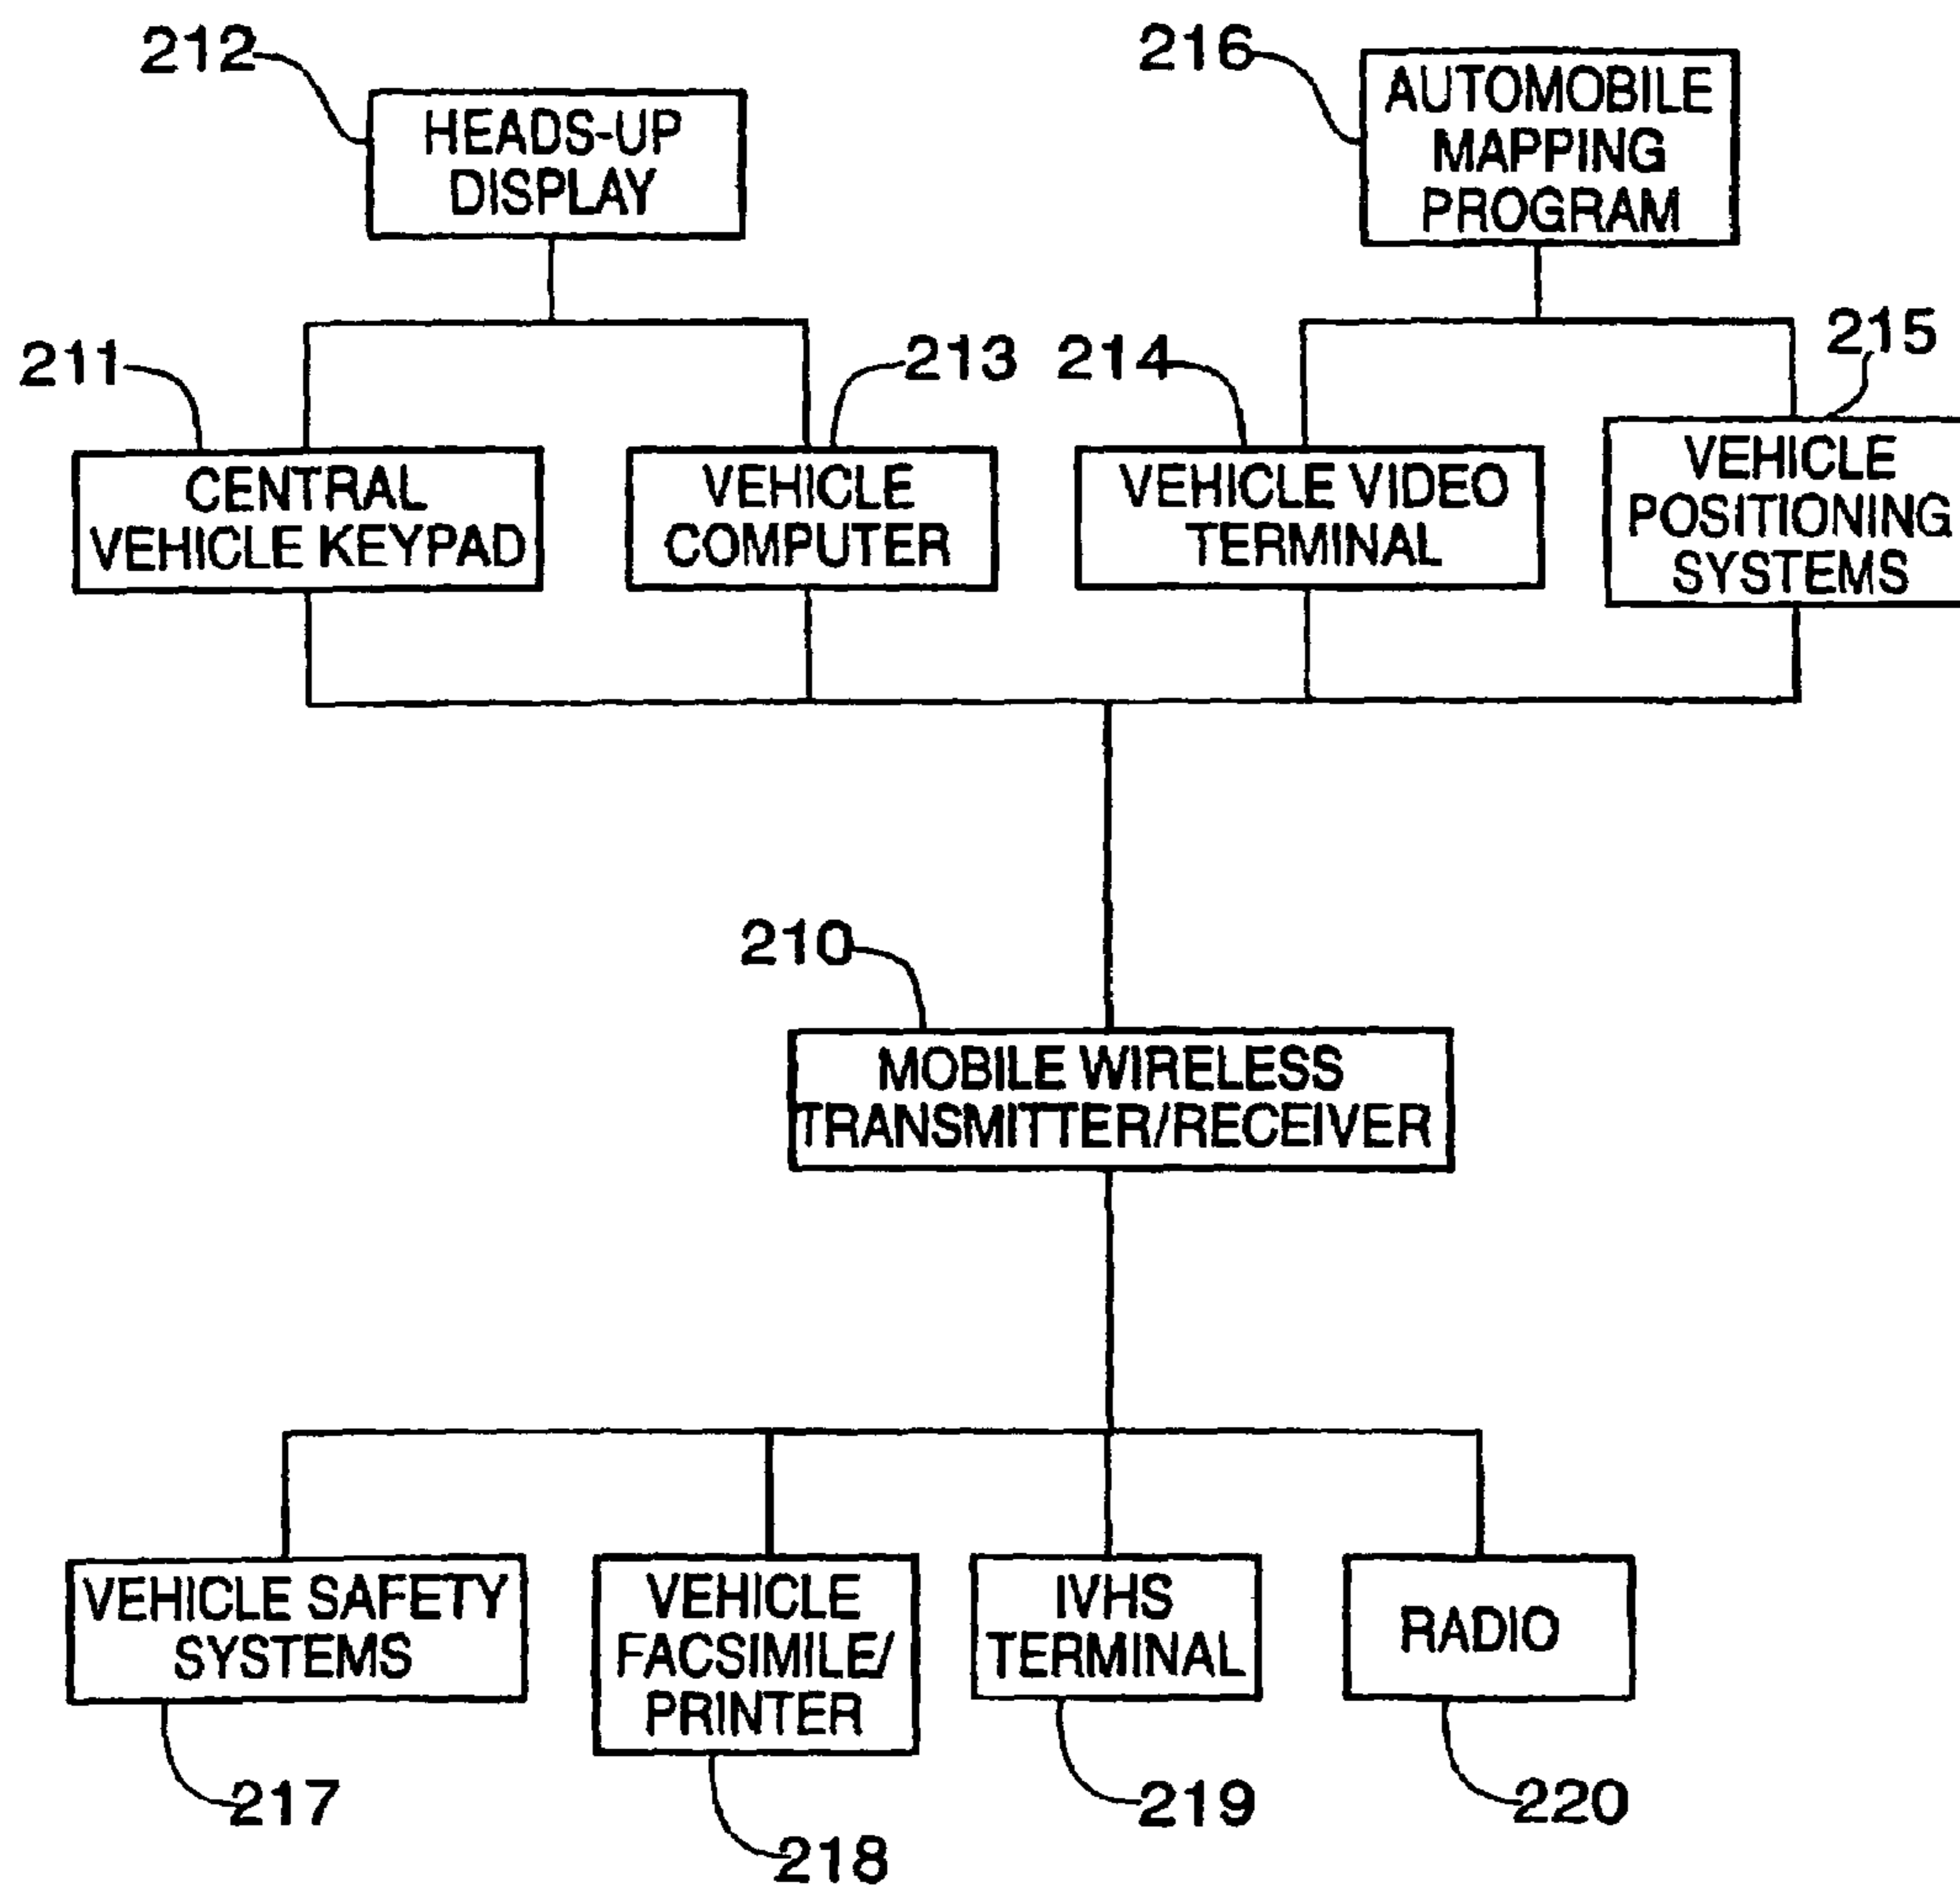 212
HEADS-UP
DISPLAY
216
AUTOMOBILE
MAPPING
PROGRAM
211
CENTRAL
VEHICLE KEYPAD
213
VEHICLE
COMPUTER
214
VEHICLE VIDEO
TERMINAL
215
VEHICLE
POSITIONING
SYSTEMS
210
MOBILE WIRELESS
TRANSMITTER/RECEIVER
VEHICLE SAFETY
SYSTEMS
217
VEHICLE
FACSIMILE/
PRINTER
218
IVHS
TERMINAL
219
RADIO
220